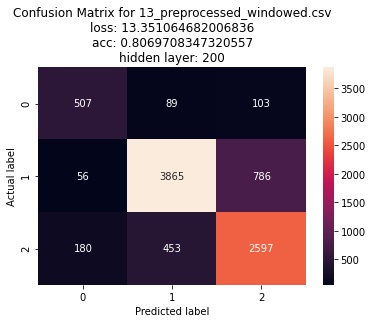 Confusion Matrix for 13_preprocessed_windowed.csv
loss: 13.351064682006836
acc: 0.8069708347320557
hidden layer: 200
0 507 89 103
1 56 3865 786
2 180 453 2597
0 1 2
Predicted label
Actual label
3500
3000
2500
2000
1500
1000
500